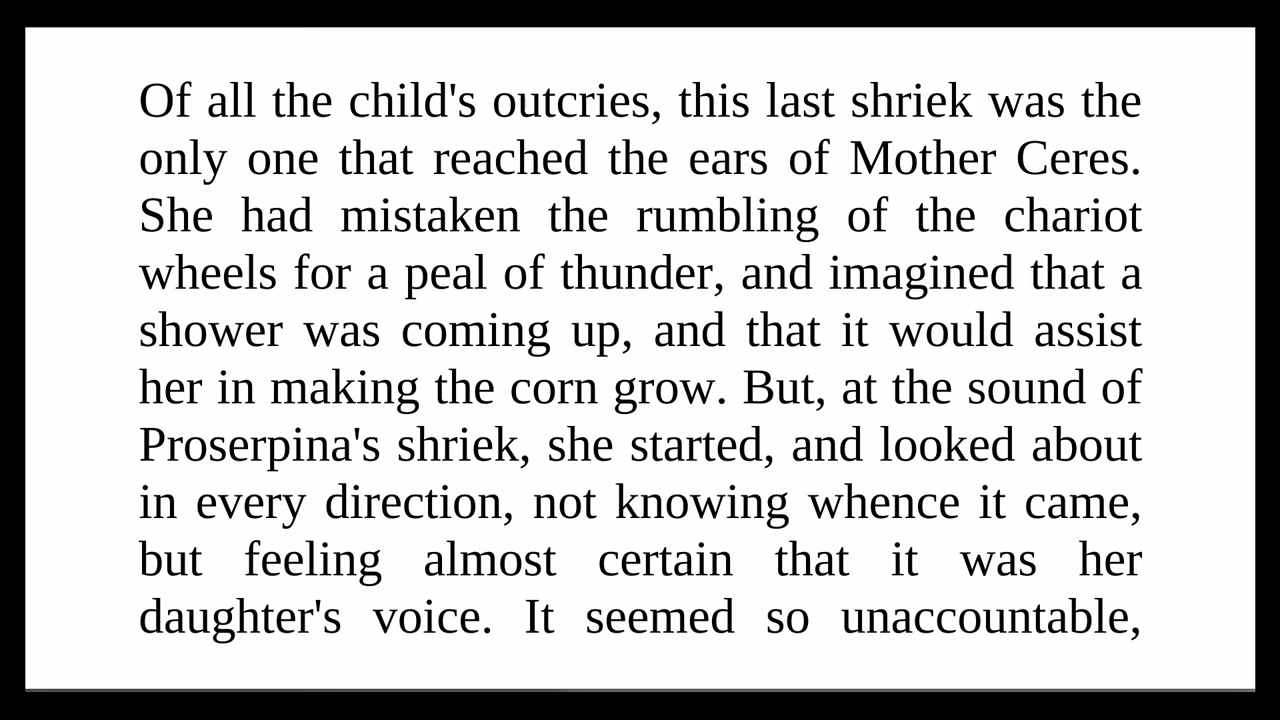 Of all the child's outcries, this last shriek was the
only one that reached the ears of Mother Ceres.
She had mistaken the rumbling of the chariot
wheels for a peal of thunder, and imagined that a
shower was coming up, and that it would assist
her in making the corn grow. But, at the sound of
Proserpina's shriek, she started, and looked about
in every direction, not knowing whence it came,
but feeling almost certain that it was her
daughter's voice. It seemed so unaccountable,